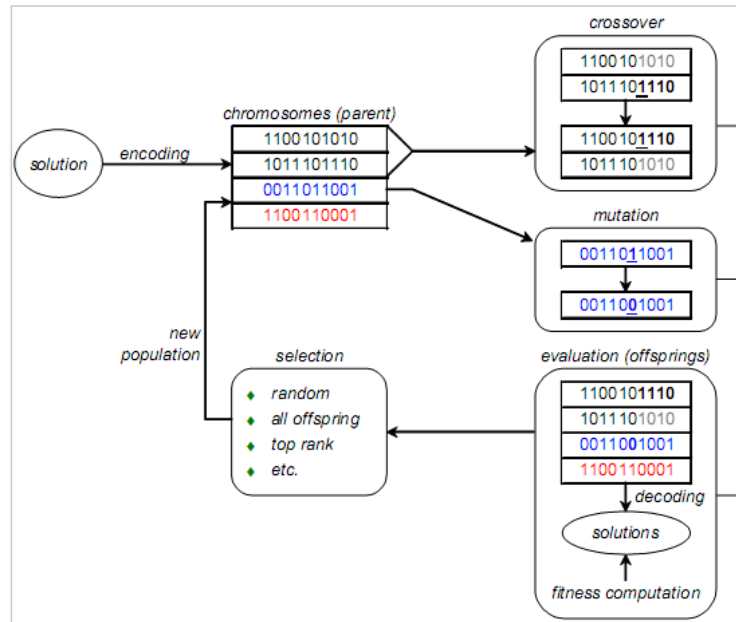 crossover
1100101010
1011101110
1100101110
1011101010
chromosomes (parent)
1100101010
1011101110
0011011001
1100110001
solution
encoding
mutation
0011011001
0011001001
new
population
selection
random
all offspring
top rank
etc.
evaluation (offsprings)
1100101110
1011101010
0011001001
1100110001
decoding
solutions
fitness computation